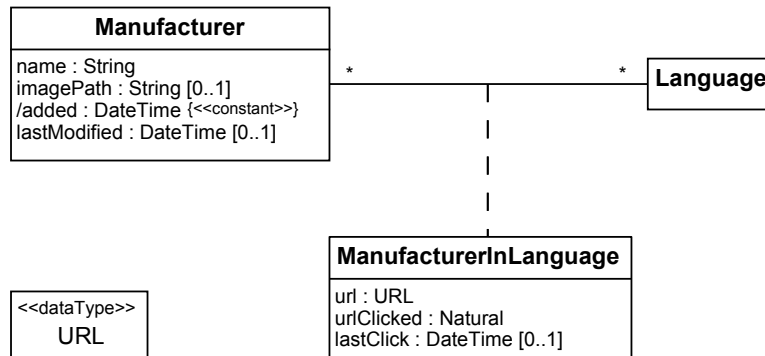 Manufacturer
name : String
imagePath : String [0..1]
/added : DateTime {<<constant>>}
lastModified : DateTime [0..1]
*
*
Language
ManufacturerInLanguage
url : URL
urlClicked : Natural
lastClick : DateTime [0..1]
<<dataType>>
URL